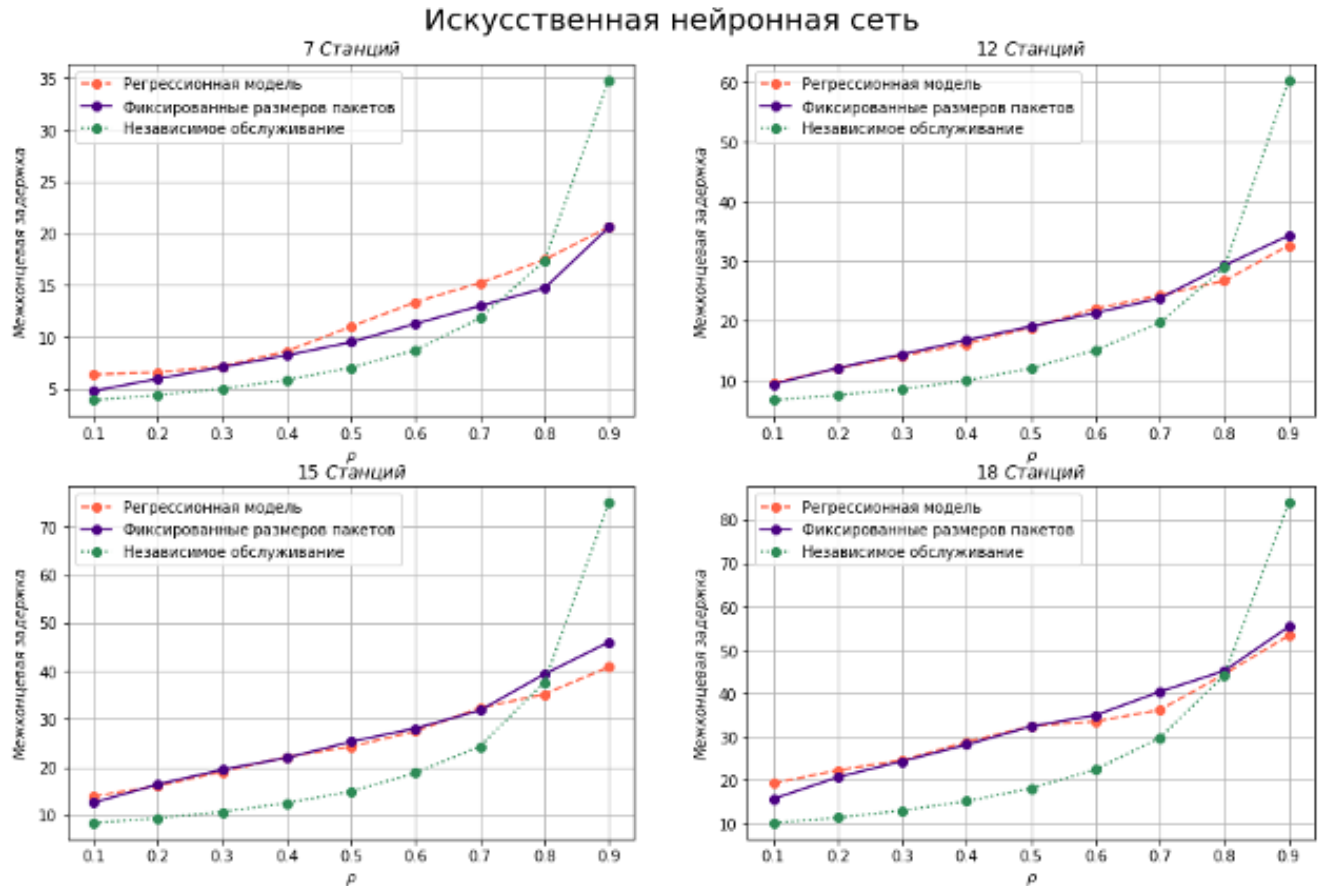 Искусственная нейронная сеть
7 Станций
Межконцевая задержка
35
30
25
20
15
10
5
Регрессионная модель
Фиксированные размеров пакетов
Независимое обслуживание
0.1 0.2 0.3 0.4 0.5 0.6 0.7 0.8 0.9
ρ
12 Станций
Межконцевая задержка
60
50
40
30
20
10
Регрессионная модель
Фиксированные размеров пакетов
Независимое обслуживание
0.1 0.2 0.3 0.4 0.5 0.6 0.7 0.8 0.9
ρ
15 Станций
Межконцевая задержка
70
60
50
40
30
20
10
Регрессионная модель
Фиксированные размеров пакетов
Независимое обслуживание
0.1 0.2 0.3 0.4 0.5 0.6 0.7 0.8 0.9
ρ
18 Станций
Межконцевая задержка
80
70
60
50
40
30
20
10
Регрессионная модель
Фиксированные размеров пакетов
Независимое обслуживание
0.1 0.2 0.3 0.4 0.5 0.6 0.7 0.8 0.9
ρ